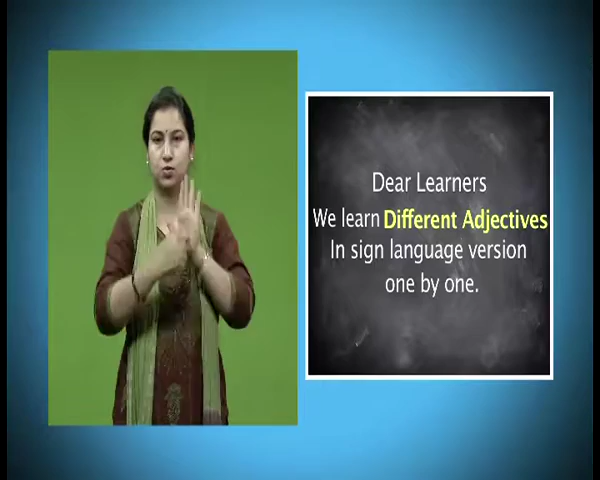 Dear Learners
We learn Different Adjectives
In sign language version
one by one.